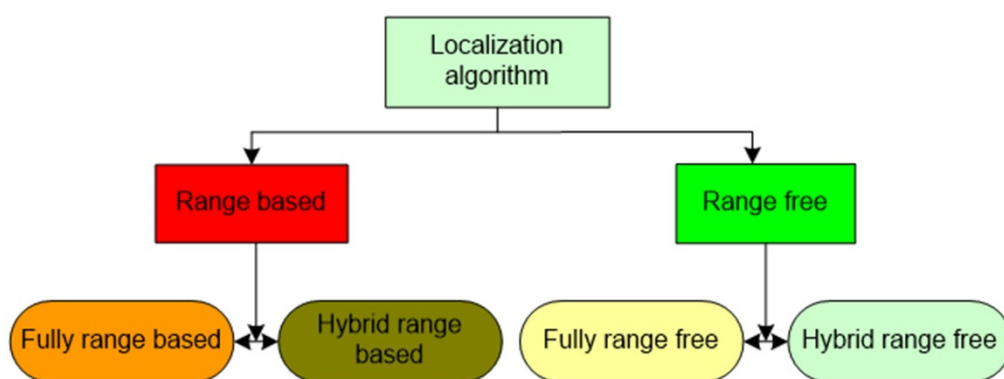 Localization
algorithm
Range based
Range free
Fully range based
Hybrid range
based
Fully range free
Hybrid range free